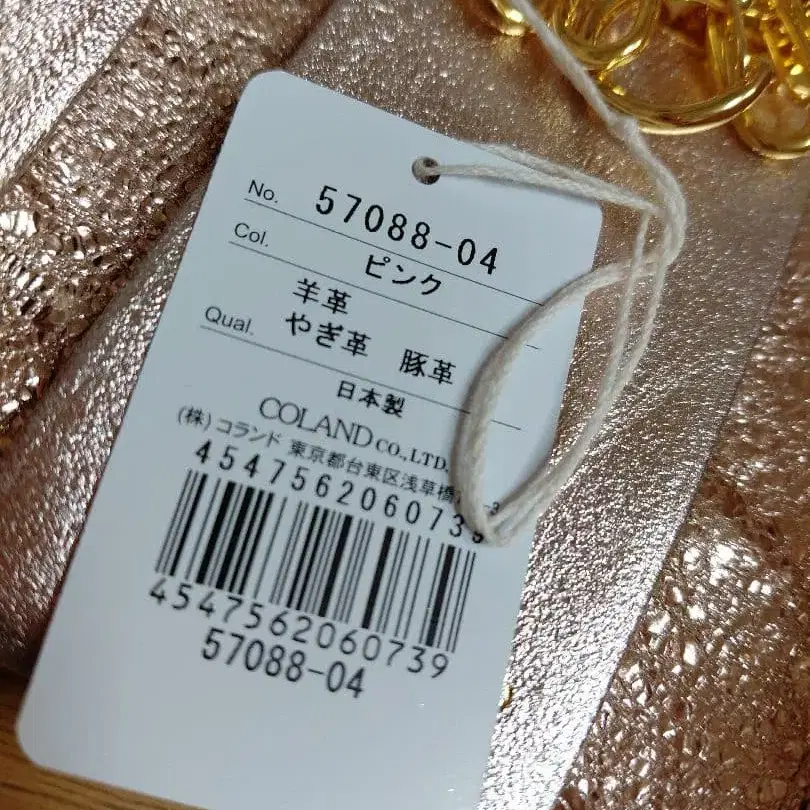 No. 57088-04
Col. ピンク
羊革
Qual. やぎ革 豚革
日本製
COLAND CO., LTD.
(株) コランド 東京都台東区浅草橋
4547562060739
4547562060739
57088-04